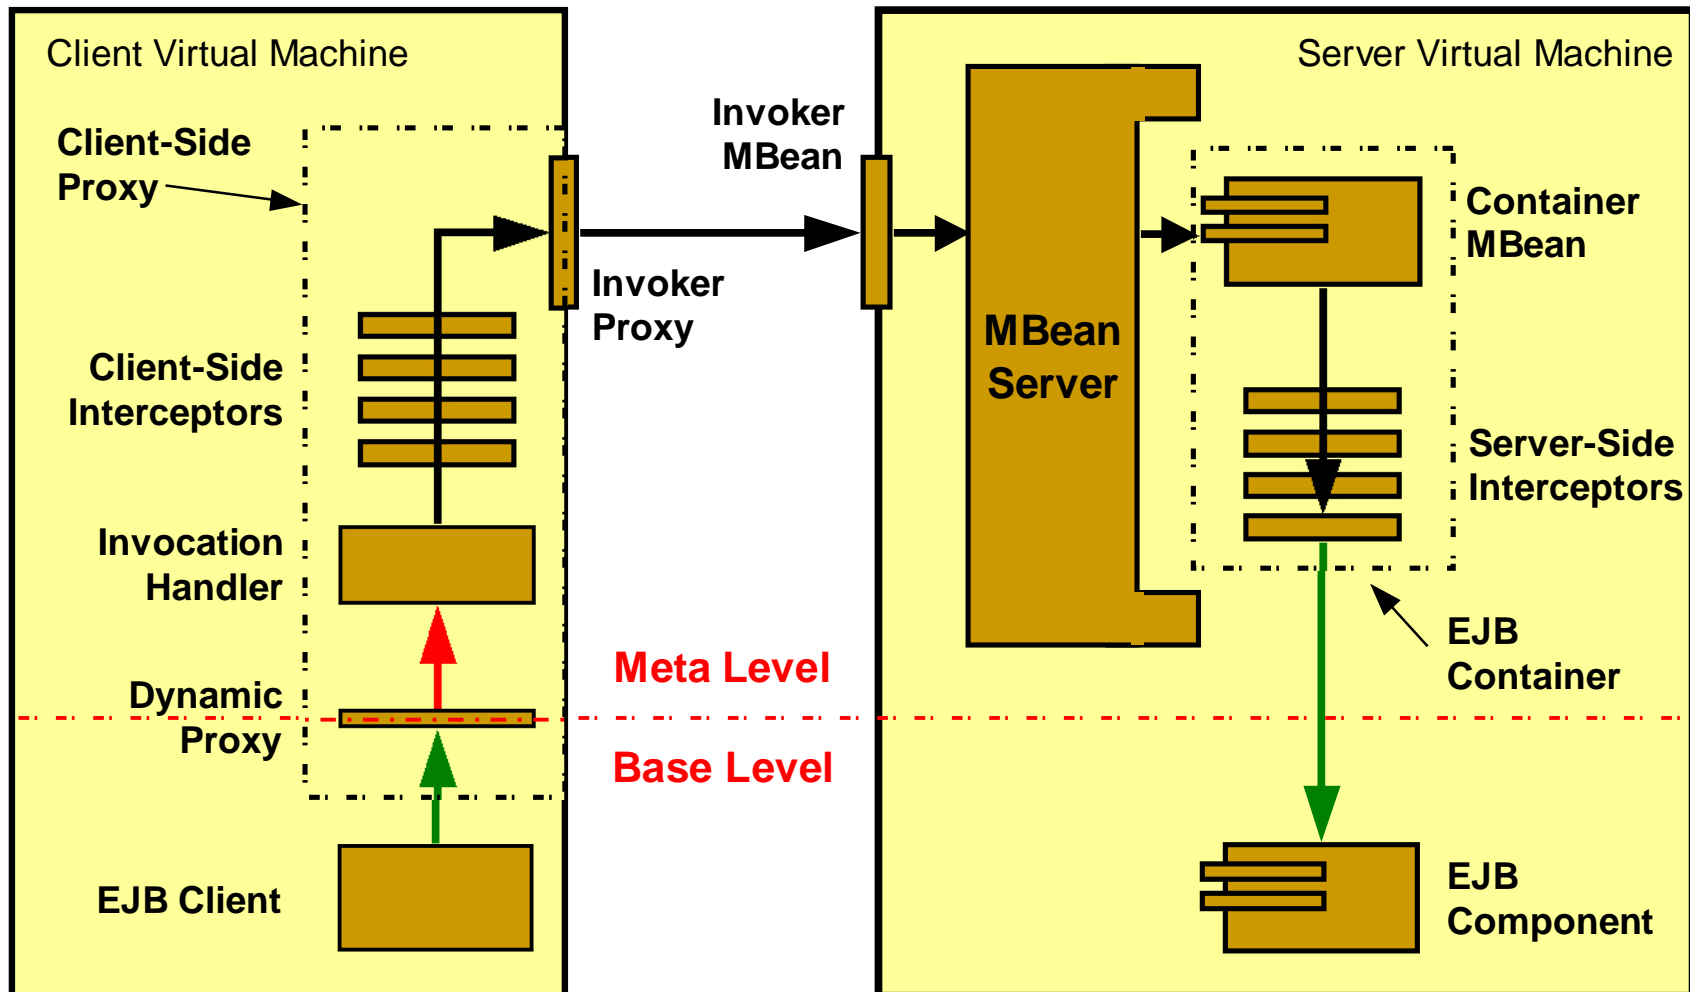 Client Virtual Machine
Server Virtual Machine
Client-Side
Proxy
Invoker
MBean
Container
MBean
Invoker
Proxy
MBean
Server
Client-Side
Interceptors
Server-Side
Interceptors
Invocation
Handler
EJB
Container
Meta Level
Dynamic
Proxy
Base Level
EJB Client
EJB
Component